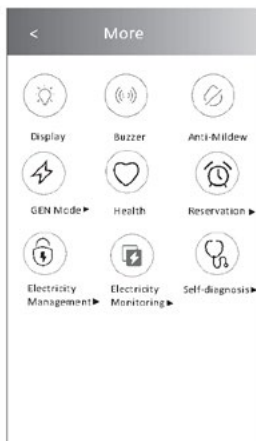 < More
Display Buzzer Anti-Mildew
GEN Mode▶ Health Reservation▶
Electricity Electricity Self-diagnosis▶
Management▶ Monitoring▶